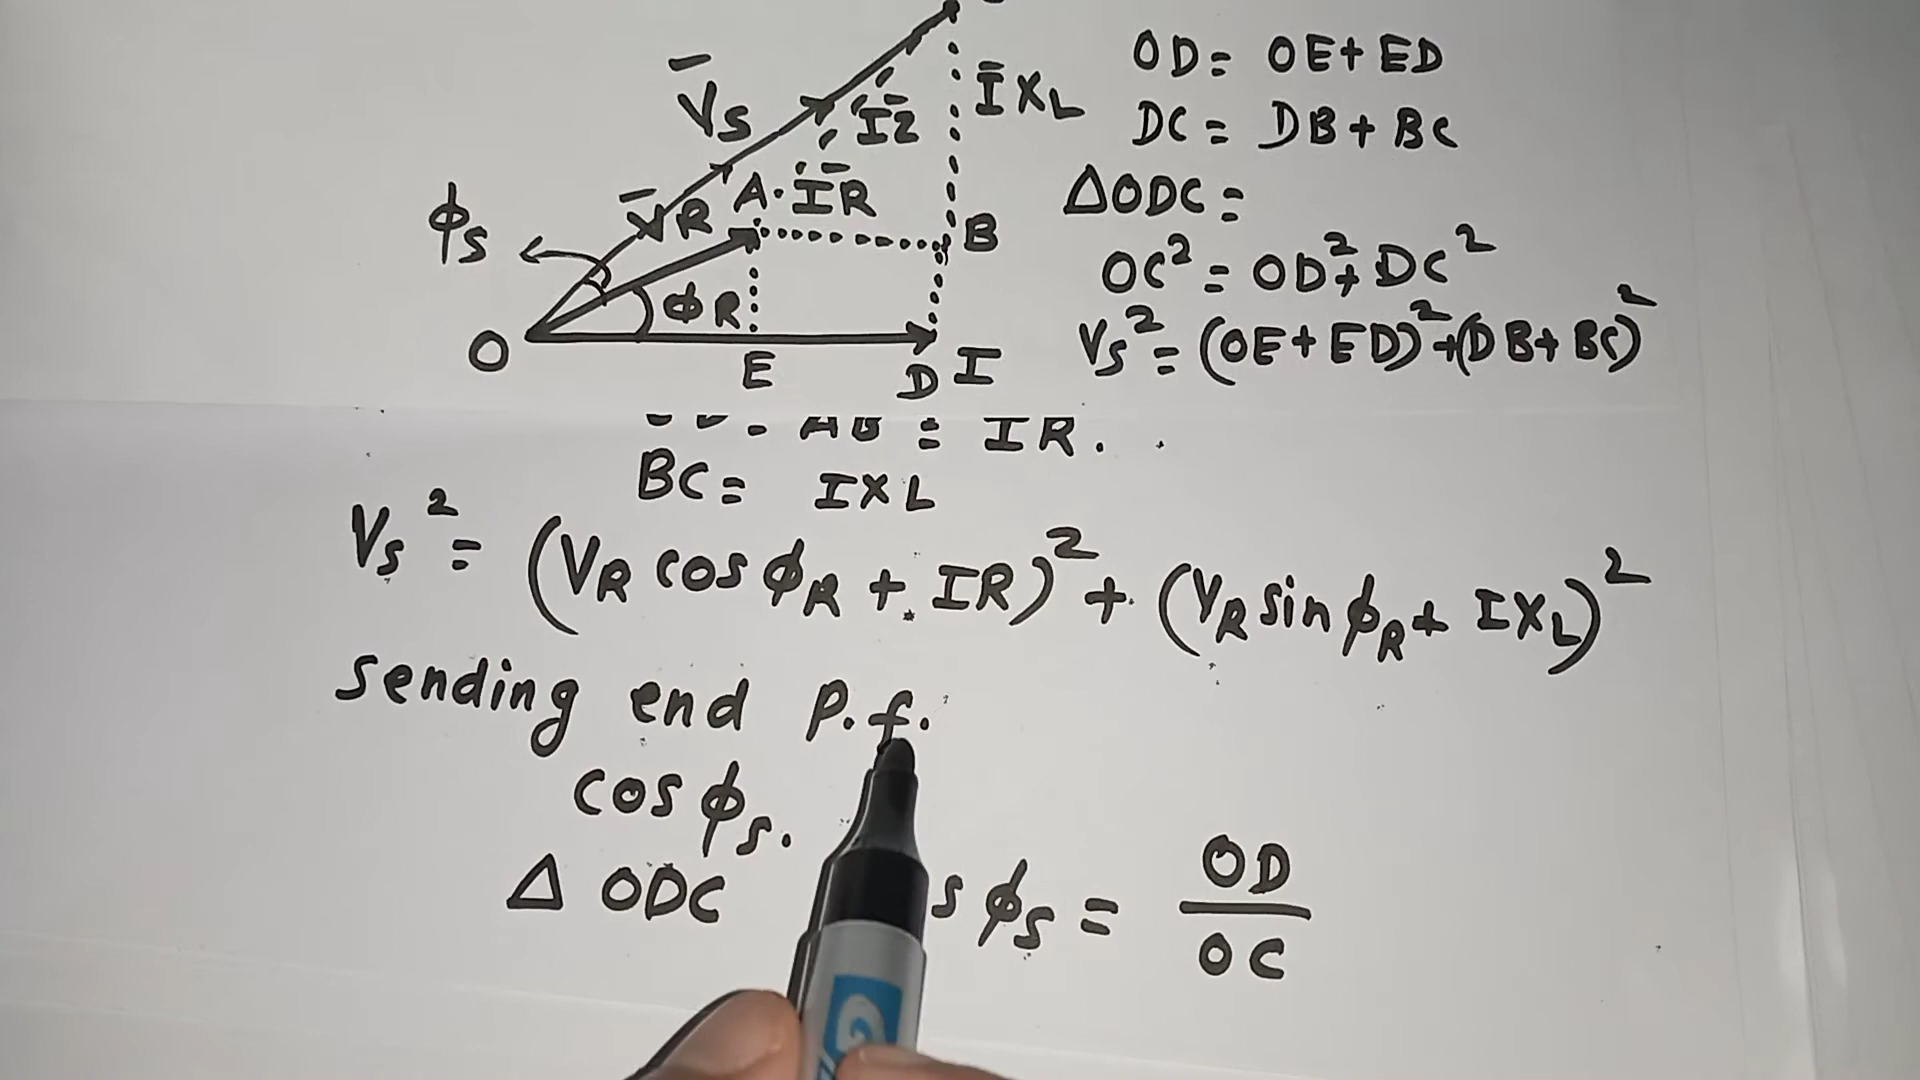 V̄s
ĪZ
ĪXL
V̄R
A
ĪR
B
ϕs
ϕR
O
E
D
I
OD = OE + ED
DC = DB + BC
△ODC =
OC² = OD² + DC²
Vs² = (OE + ED)² + (DB + BC)²
= IR.
BC = IXL
Vs² = (VR cos ϕR + IR)² + (VR sin ϕR + IXL)²
sending end P.f.
cos ϕs.
△ ODC s ϕs = OD
OC